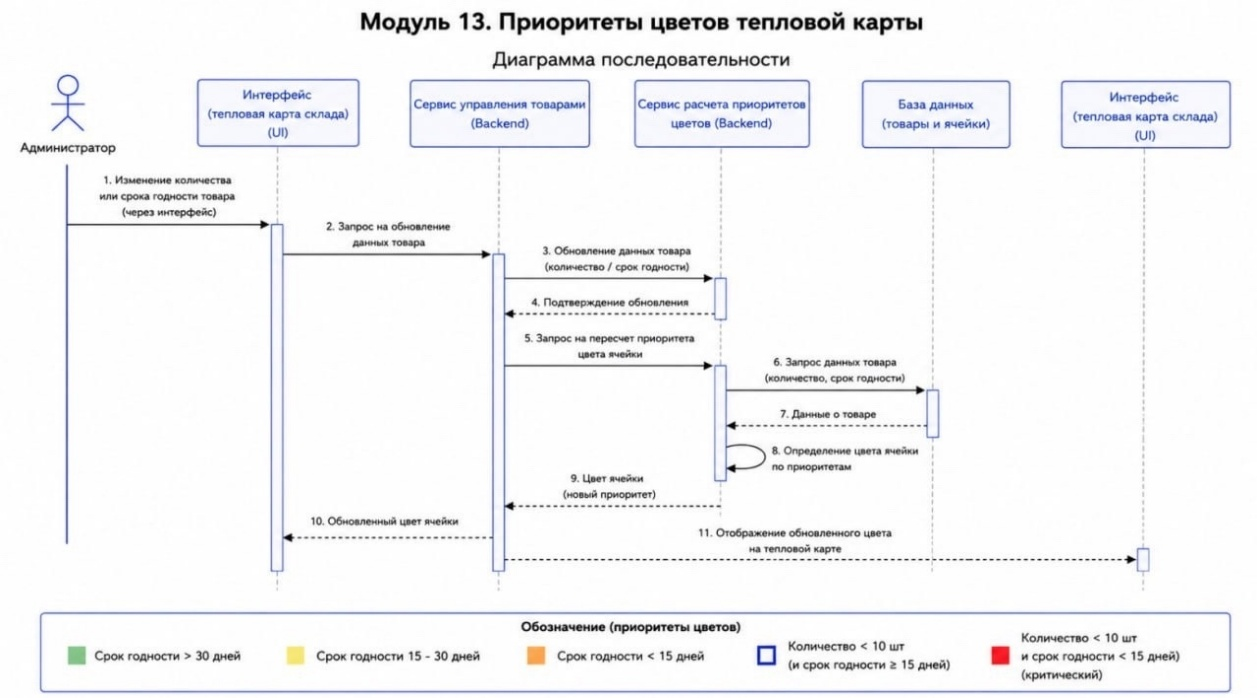 Модуль 13. Приоритеты цветов тепловой карты
Диаграмма последовательности
Администратор
Интерфейс
(тепловая карта склада)
(UI)
Сервис управления товарами
(Backend)
Сервис расчета приоритетов
цветов (Backend)
База данных
(товары и ячейки)
Интерфейс
(тепловая карта склада)
(UI)
1. Изменение количества
или срока годности товара
(через интерфейс)
2. Запрос на обновление
данных товара
3. Обновление данных товара
(количество / срок годности)
4. Подтверждение обновления
5. Запрос на пересчет приоритета
цвета ячейки
6. Запрос данных товара
(количество, срок годности)
7. Данные о товаре
8. Определение цвета ячейки
по приоритетам
9. Цвет ячейки
(новый приоритет)
10. Обновленный цвет ячейки
11. Отображение обновленного цвета
на тепловой карте
Обозначение (приоритеты цветов)
Срок годности > 30 дней
Срок годности 15 - 30 дней
Срок годности < 15 дней
Количество < 10 шт
(и срок годности ≥ 15 дней)
Количество < 10 шт
и срок годности < 15 дней)
(критический)